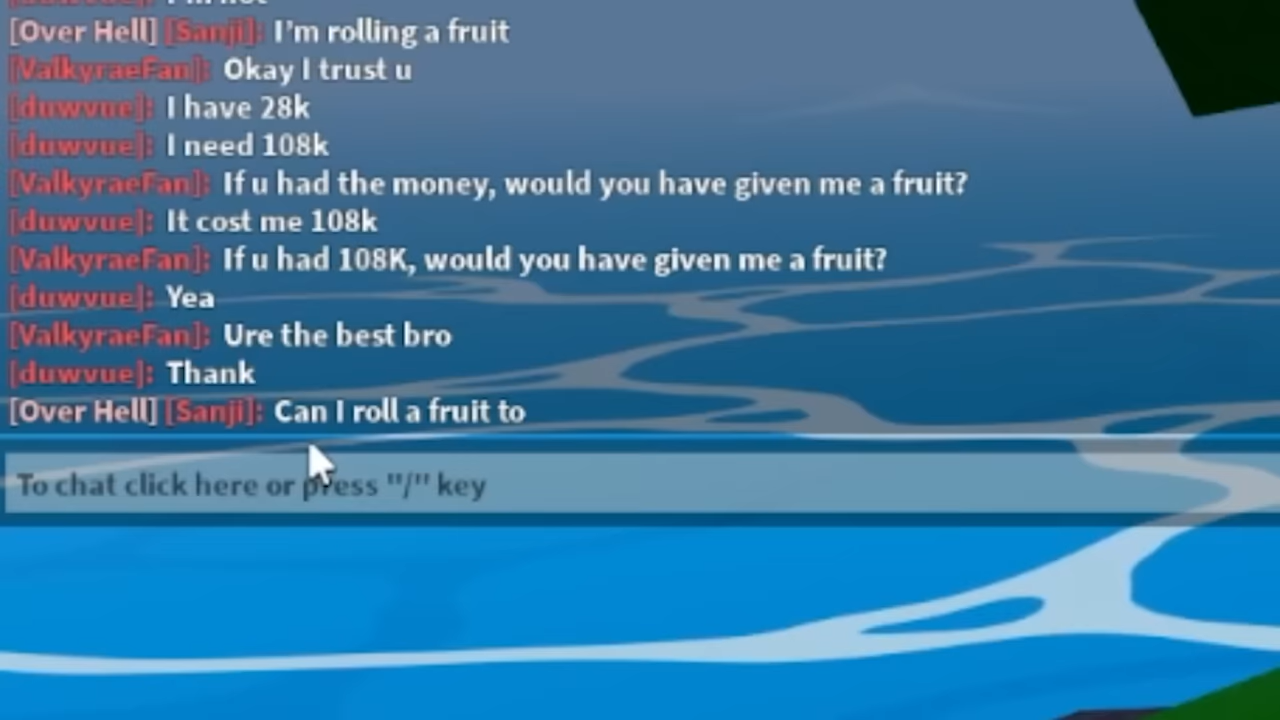 [duwvue]: I'm not
[Over Hell] [Sanji]: I'm rolling a fruit
[ValkyraeFan]: Okay I trust u
[duwvue]: I have 28k
[duwvue]: I need 108k
[ValkyraeFan]: If u had the money, would you have given me a fruit?
[duwvue]: It cost me 108k
[ValkyraeFan]: If u had 108K, would you have given me a fruit?
[duwvue]: Yea
[ValkyraeFan]: Ure the best bro
[duwvue]: Thank
[Over Hell] [Sanji]: Can I roll a fruit to
To chat click here or press "/" key